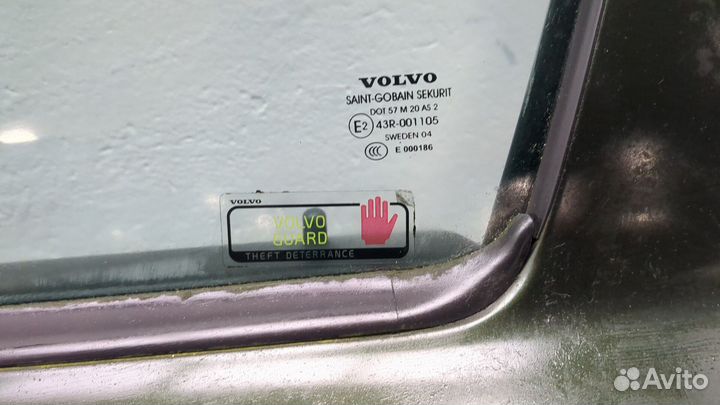 VOLVO
SAINT-GOBAIN SEKURIT
DOT 57 M 20 AS 2
E2 43R-001105
SWEDEN 04
CCC E 000186
VOLVO
VOLVO
GUARD
THEFT DETERRANCE
Avito